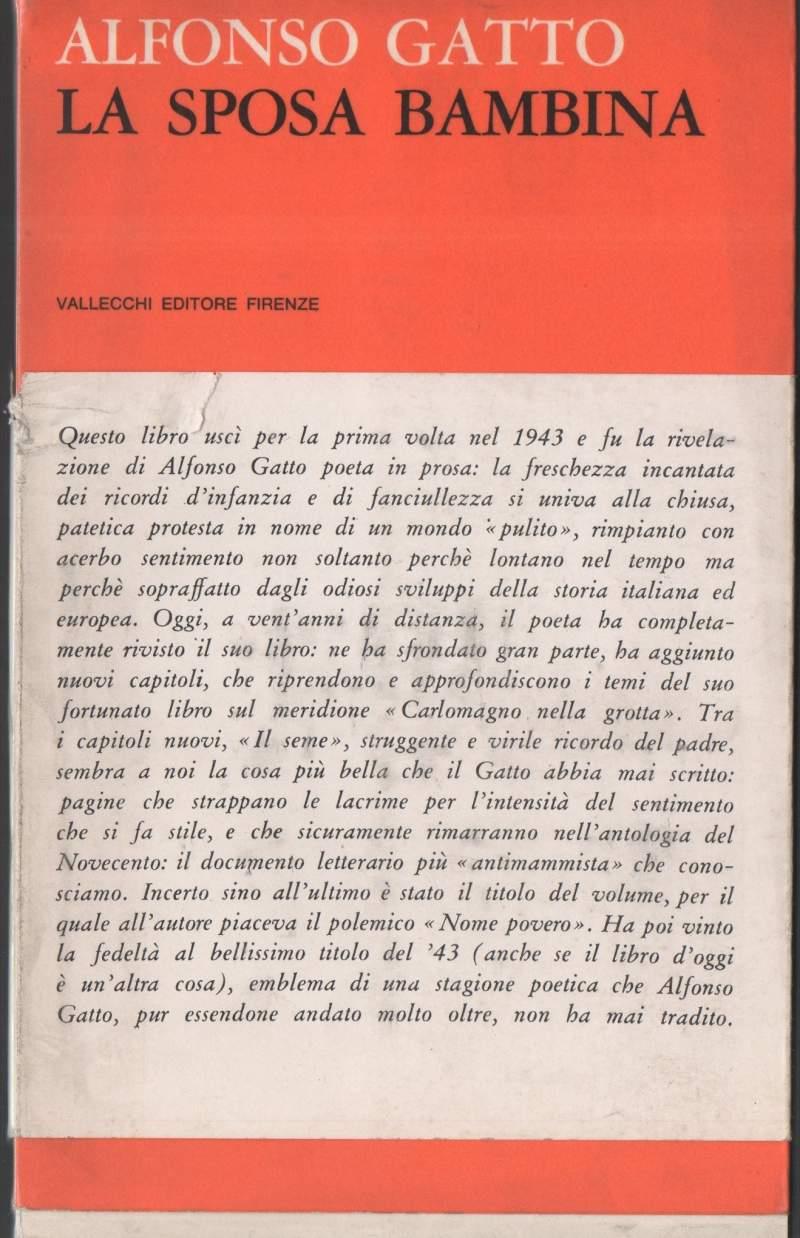 ALFONSO GATTO
LA SPOSA BAMBINA
VALLECCHI EDITORE FIRENZE
Questo libro uscì per la prima volta nel 1943 e fu la rivela-
zione di Alfonso Gatto poeta in prosa: la freschezza incantata
dei ricordi d'infanzia e di fanciullezza si univa alla chiusa,
patetica protesta in nome di un mondo «pulito», rimpianto con
acerbo sentimento non soltanto perchè lontano nel tempo ma
perchè sopraffatto dagli odiosi sviluppi della storia italiana ed
europea. Oggi, a vent'anni di distanza, il poeta ha completa-
mente rivisto il suo libro: ne ha sfrondato gran parte, ha aggiunto
nuovi capitoli, che riprendono e approfondiscono i temi del suo
fortunato libro sul meridione «Carlomagno nella grotta». Tra
i capitoli nuovi, «Il seme», struggente e virile ricordo del padre,
sembra a noi la cosa più bella che il Gatto abbia mai scritto:
pagine che strappano le lacrime per l'intensità del sentimento
che si fa stile, e che sicuramente rimarranno nell'antologia del
Novecento: il documento letterario più «antimammista» che cono-
sciamo. Incerto sino all'ultimo è stato il titolo del volume, per il
quale all'autore piaceva il polemico «Nome povero». Ha poi vinto
la fedeltà al bellissimo titolo del '43 (anche se il libro d'oggi
è un'altra cosa), emblema di una stagione poetica che Alfonso
Gatto, pur essendone andato molto oltre, non ha mai tradito.